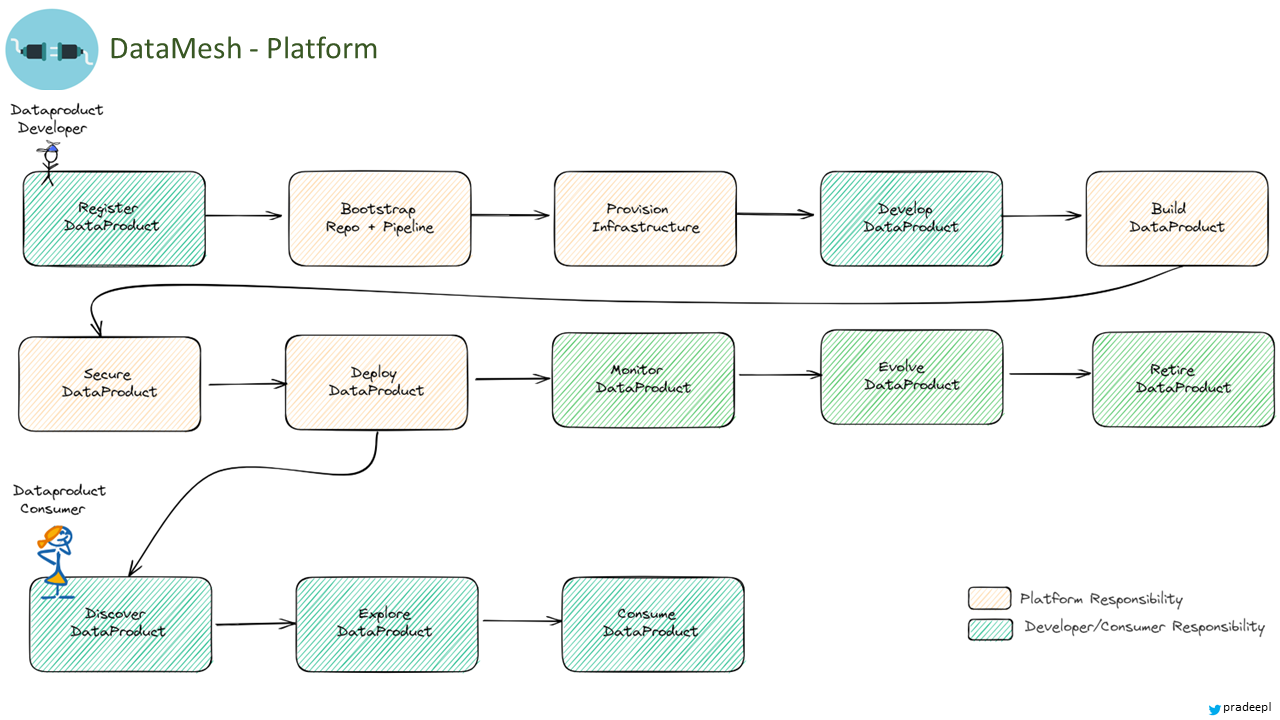 DataMesh - Platform
Dataproduct
Developer
Register
DataProduct
Bootstrap
Repo + Pipeline
Provision
Infrastructure
Develop
DataProduct
Build
DataProduct
Secure
DataProduct
Deploy
DataProduct
Monitor
DataProduct
Evolve
DataProduct
Retire
DataProduct
Dataproduct
Consumer
Discover
DataProduct
Explore
DataProduct
Consume
DataProduct
Platform Responsibility
Developer/Consumer Responsibility
pradeepl